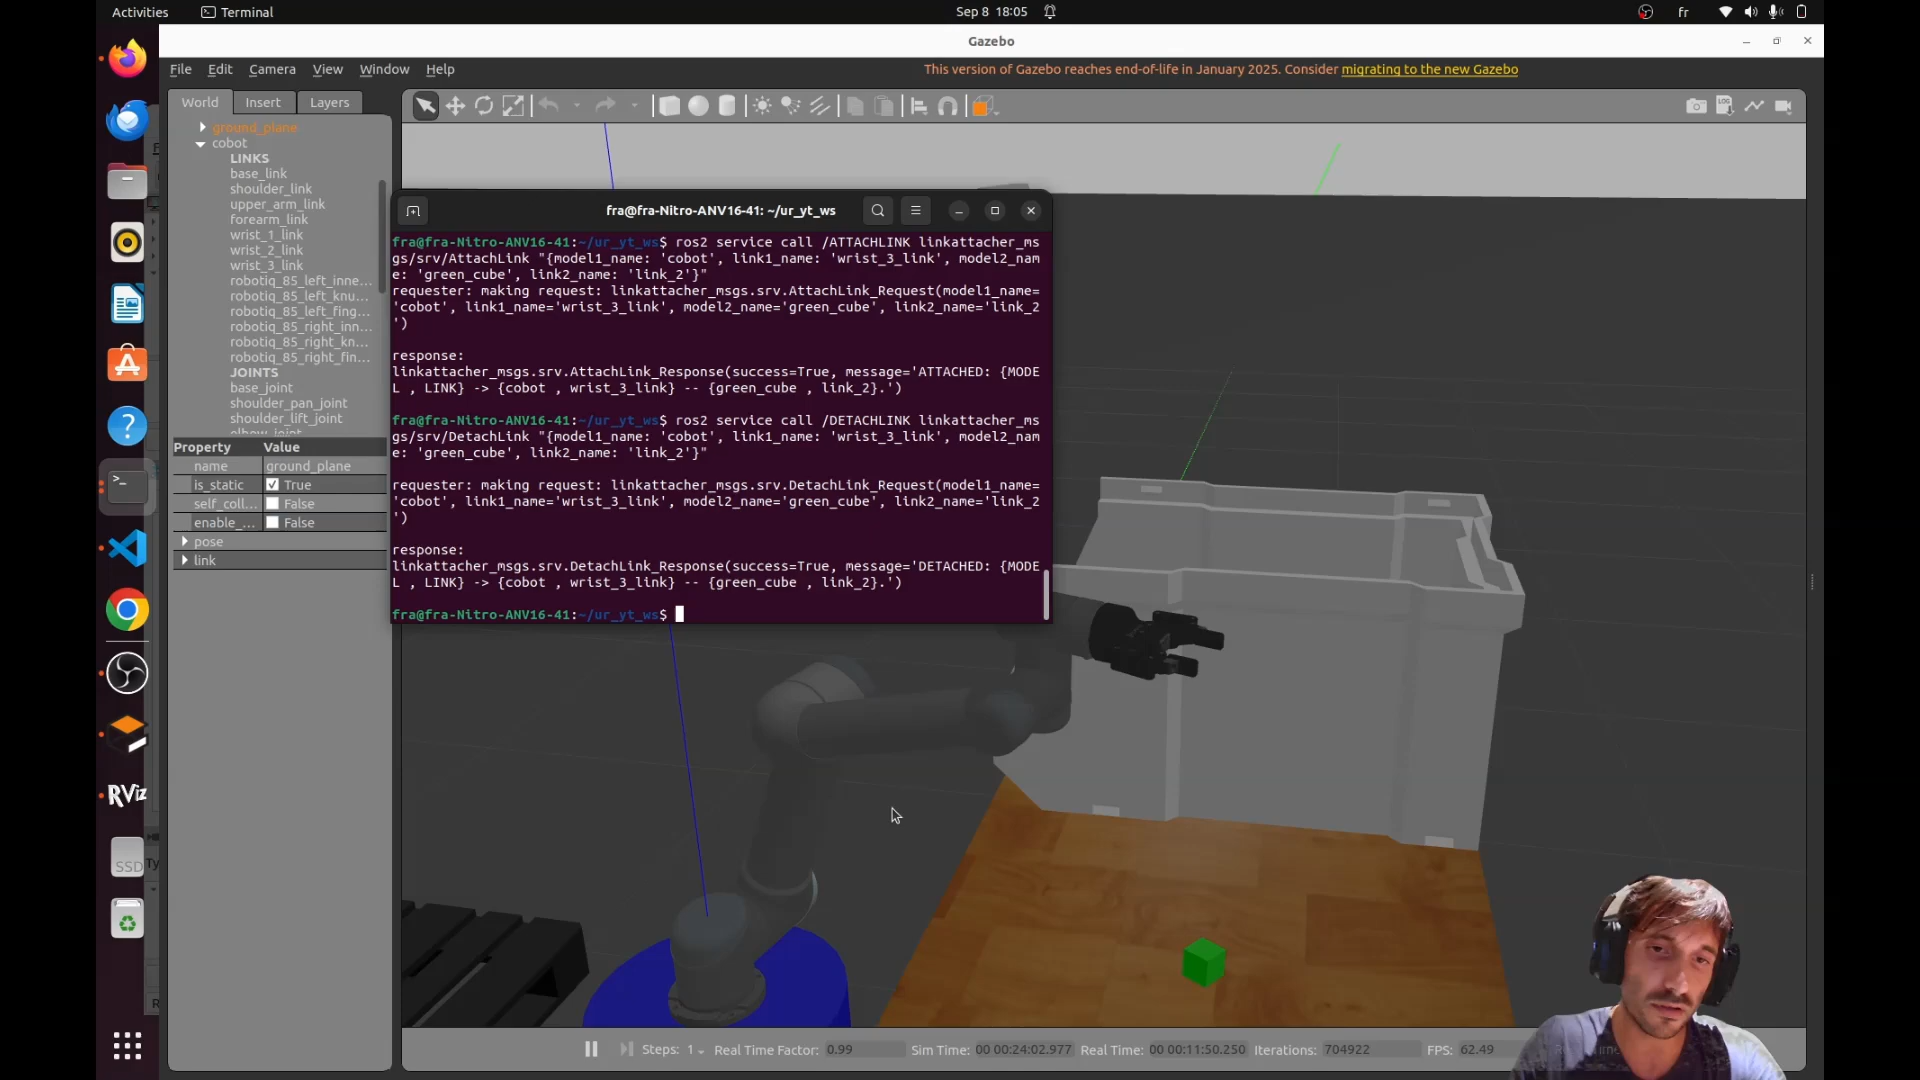 Activities
Terminal
Sep 8 18:05
fr
Gazebo
File Edit Camera View Window Help
This version of Gazebo reaches end-of-life in January 2025. Consider migrating to the new Gazebo
World Insert Layers
ground_plane
cobot
LINKS
base_link
shoulder_link
upper_arm_link
forearm_link
wrist_1_link
wrist_2_link
wrist_3_link
robotiq_85_left_inne...
robotiq_85_left_knu...
robotiq_85_left_fing...
robotiq_85_right_inn...
robotiq_85_right_kn...
robotiq_85_right_fin...
JOINTS
base_joint
shoulder_pan_joint
shoulder_lift_joint
elbow_joint
Property Value
name ground_plane
is_static True
self_coll... False
enable_... False
pose
link
fra@fra-Nitro-ANV16-41: ~/ur_yt_ws
fra@fra-Nitro-ANV16-41:~/ur_yt_ws$ ros2 service call /ATTACHLINK linkattacher_ms
gs/srv/AttachLink "{model1_name: 'cobot', link1_name: 'wrist_3_link', model2_nam
e: 'green_cube', link2_name: 'link_2'}"
requester: making request: linkattacher_msgs.srv.AttachLink_Request(model1_name=
'cobot', link1_name='wrist_3_link', model2_name='green_cube', link2_name='link_2
')
response:
linkattacher_msgs.srv.AttachLink_Response(success=True, message='ATTACHED: {MODE
L , LINK} -> {cobot , wrist_3_link} -- {green_cube , link_2}.')
fra@fra-Nitro-ANV16-41:~/ur_yt_ws$ ros2 service call /DETACHLINK linkattacher_ms
gs/srv/DetachLink "{model1_name: 'cobot', link1_name: 'wrist_3_link', model2_nam
e: 'green_cube', link2_name: 'link_2'}"
requester: making request: linkattacher_msgs.srv.DetachLink_Request(model1_name=
'cobot', link1_name='wrist_3_link', model2_name='green_cube', link2_name='link_2
')
response:
linkattacher_msgs.srv.DetachLink_Response(success=True, message='DETACHED: {MODE
L , LINK} -> {cobot , wrist_3_link} -- {green_cube , link_2}.')
fra@fra-Nitro-ANV16-41:~/ur_yt_ws$
RViz
SSD
Steps: 1 Real Time Factor: 0.99 Sim Time: 00 00:24:02.977 Real Time: 00 00:11:50.250 Iterations: 704922 FPS: 62.49